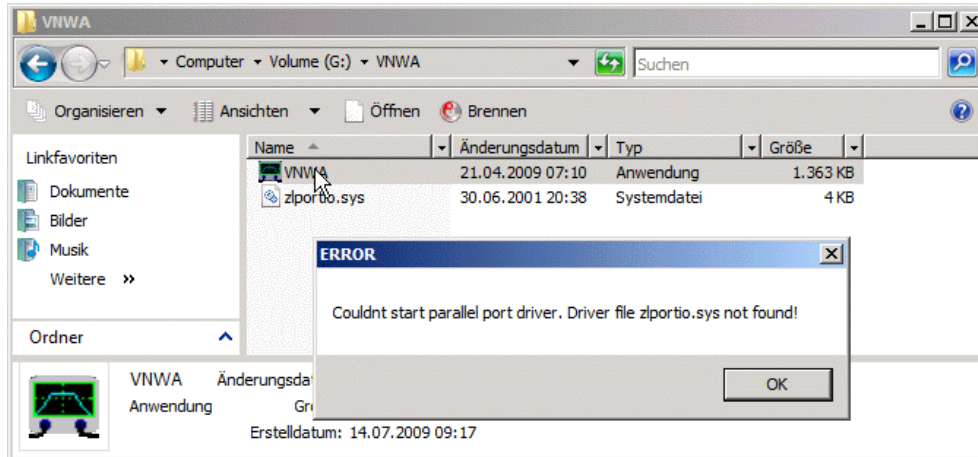 VNWA
Computer Volume (G:) VNWA Suchen
Organisieren Ansichten Öffnen Brennen
Linkfavoriten
Dokumente
Bilder
Musik
Weitere »
Ordner
Name Änderungsdatum Typ Größe
VNWA 21.04.2009 07:10 Anwendung 1.363 KB
zlportio.sys 30.06.2001 20:38 Systemdatei 4 KB
ERROR
Couldnt start parallel port driver. Driver file zlportio.sys not found!
OK
VNWA
Anwendung
Erstelldatum: 14.07.2009 09:17